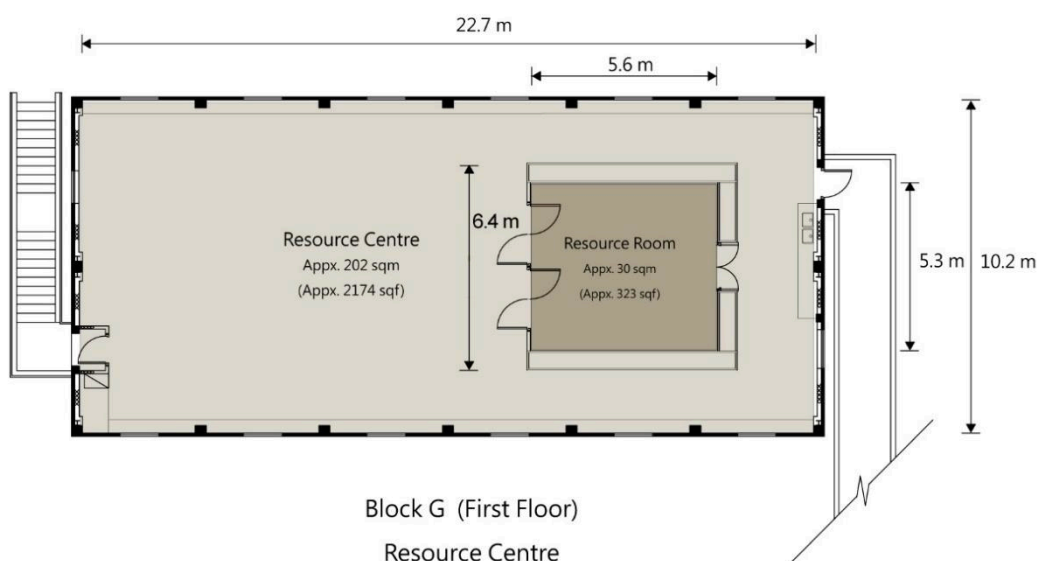 22.7 m
5.6 m
6.4 m
Resource Centre
Appx. 202 sqm
(Appx. 2174 sqf)
Resource Room
Appx. 30 sqm
(Appx. 323 sqf)
5.3 m
10.2 m
Block G (First Floor)
Resource Centre